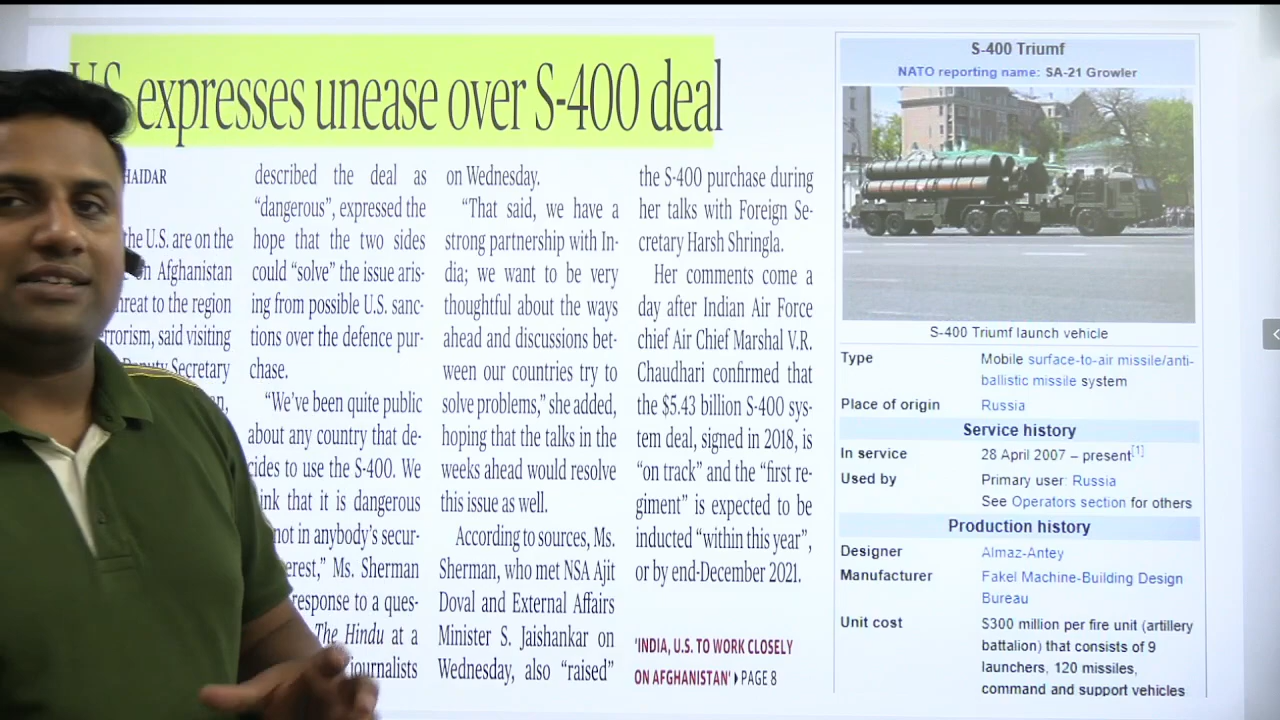 U.S. expresses unease over S-400 deal
HAIDAR
the U.S. are on the
on Afghanistan
threat to the region
terrorism, said visiting
Deputy Secretary
described the deal as
“dangerous”, expressed the
hope that the two sides
could “solve” the issue aris-
ing from possible U.S. sanc-
tions over the defence pur-
chase.
“We’ve been quite public
about any country that de-
cides to use the S-400. We
think that it is dangerous
not in anybody’s secur-
interest,” Ms. Sherman
response to a ques-
The Hindu at a
journalists
on Wednesday.
“That said, we have a
strong partnership with In-
dia; we want to be very
thoughtful about the ways
ahead and discussions bet-
ween our countries try to
solve problems,” she added,
hoping that the talks in the
weeks ahead would resolve
this issue as well.
According to sources, Ms.
Sherman, who met NSA Ajit
Doval and External Affairs
Minister S. Jaishankar on
Wednesday, also “raised”
the S-400 purchase during
her talks with Foreign Se-
cretary Harsh Shringla.
Her comments come a
day after Indian Air Force
chief Air Chief Marshal V.R.
Chaudhari confirmed that
the $5.43 billion S-400 sys-
tem deal, signed in 2018, is
“on track” and the “first re-
giment” is expected to be
inducted “within this year”,
or by end-December 2021.
‘INDIA, U.S. TO WORK CLOSELY
ON AFGHANISTAN’ PAGE 8
S-400 Triumf
NATO reporting name: SA-21 Growler
S-400 Triumf launch vehicle
Type Mobile surface-to-air missile/anti-
ballistic missile system
Place of origin Russia
Service history
In service 28 April 2007 – present[1]
Used by Primary user: Russia
See Operators section for others
Production history
Designer Almaz-Antey
Manufacturer Fakel Machine-Building Design
Bureau
Unit cost $300 million per fire unit (artillery
battalion) that consists of 9
launchers, 120 missiles,
command and support vehicles